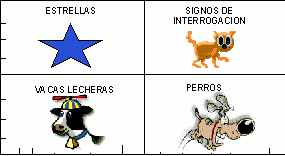 ESTRELLAS
SIGNOS DE
INTERROGACION
VACAS LECHERAS
PERROS